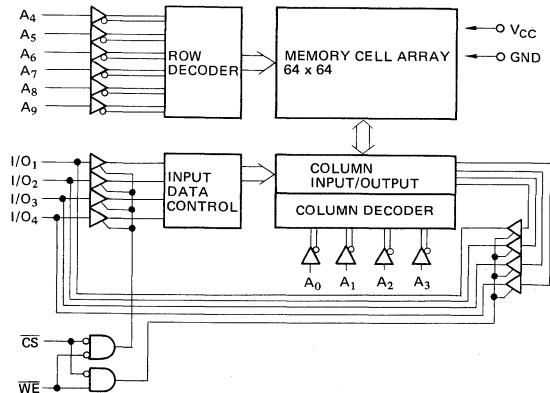 A4
A5
A6
A7
A8
A9
ROW
DECODER
MEMORY CELL ARRAY
64 x 64
VCC
GND
I/O1
I/O2
I/O3
I/O4
INPUT
DATA
CONTROL
COLUMN
INPUT/OUTPUT
COLUMN DECODER
A0
A1
A2
A3
CS
WE